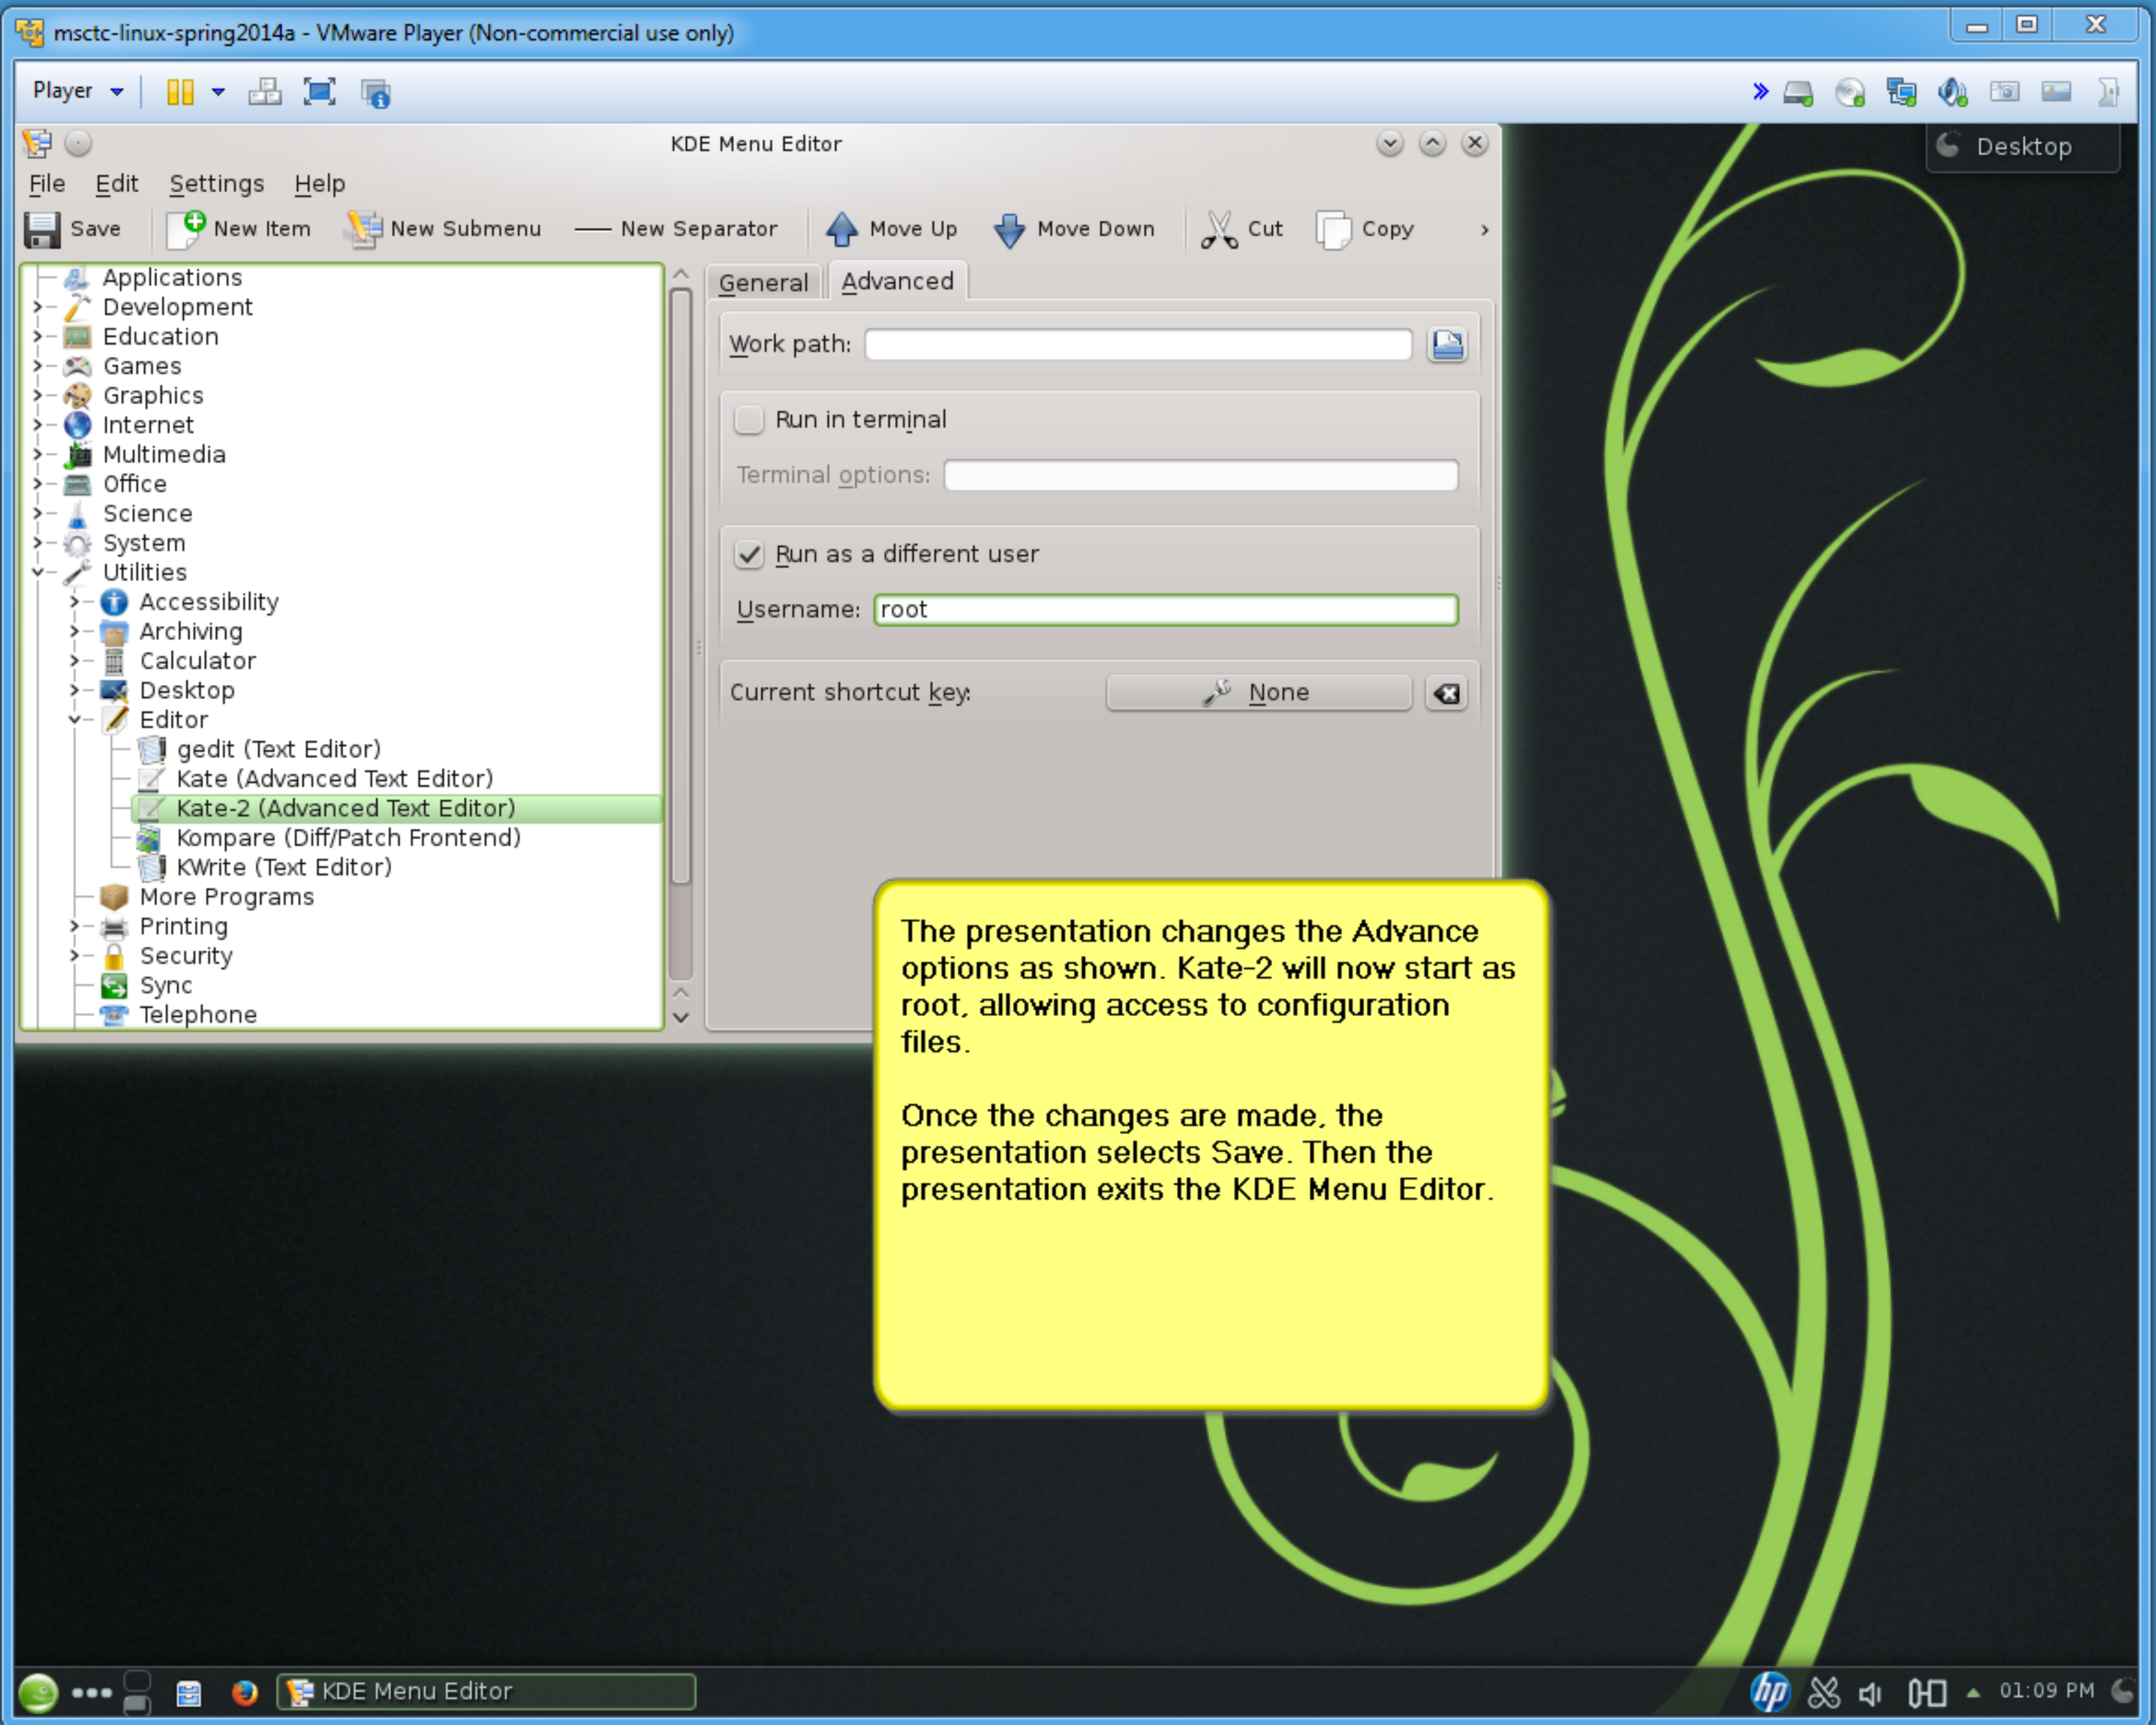 msctc-linux-spring2014a - VMware Player (Non-commercial use only)
Player
KDE Menu Editor
Desktop
File Edit Settings Help
Save New Item New Submenu New Separator Move Up Move Down Cut Copy
Applications
Development
Education
Games
Graphics
Internet
Multimedia
Office
Science
System
Utilities
Accessibility
Archiving
Calculator
Desktop
Editor
gedit (Text Editor)
Kate (Advanced Text Editor)
Kate-2 (Advanced Text Editor)
Kompare (Diff/Patch Frontend)
KWrite (Text Editor)
More Programs
Printing
Security
Sync
Telephone
General Advanced
Work path:
Run in terminal
Terminal options:
Run as a different user
Username: root
Current shortcut key: None
The presentation changes the Advance
options as shown. Kate-2 will now start as
root, allowing access to configuration
files.
Once the changes are made, the
presentation selects Save. Then the
presentation exits the KDE Menu Editor.
KDE Menu Editor
hp
01:09 PM